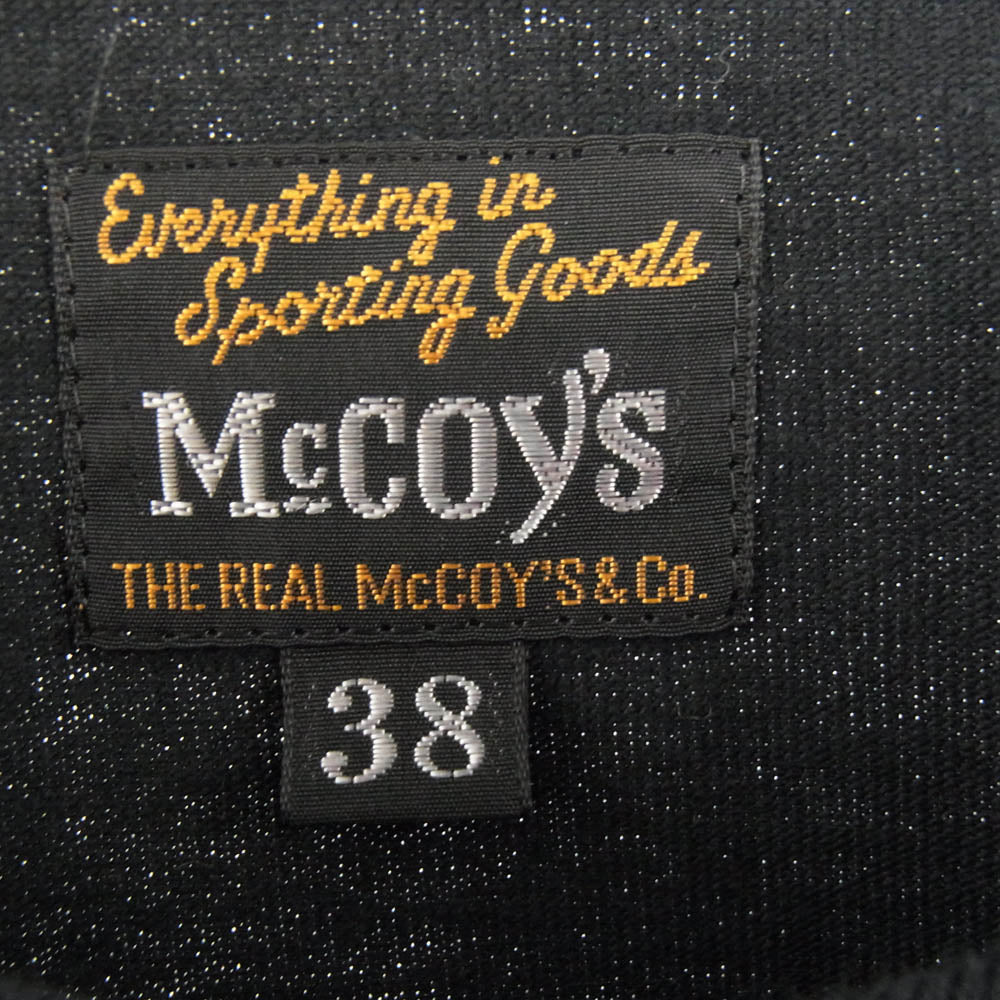 Everything in
Sporting Goods
McCOY'S
THE REAL McCOY'S & Co.
38